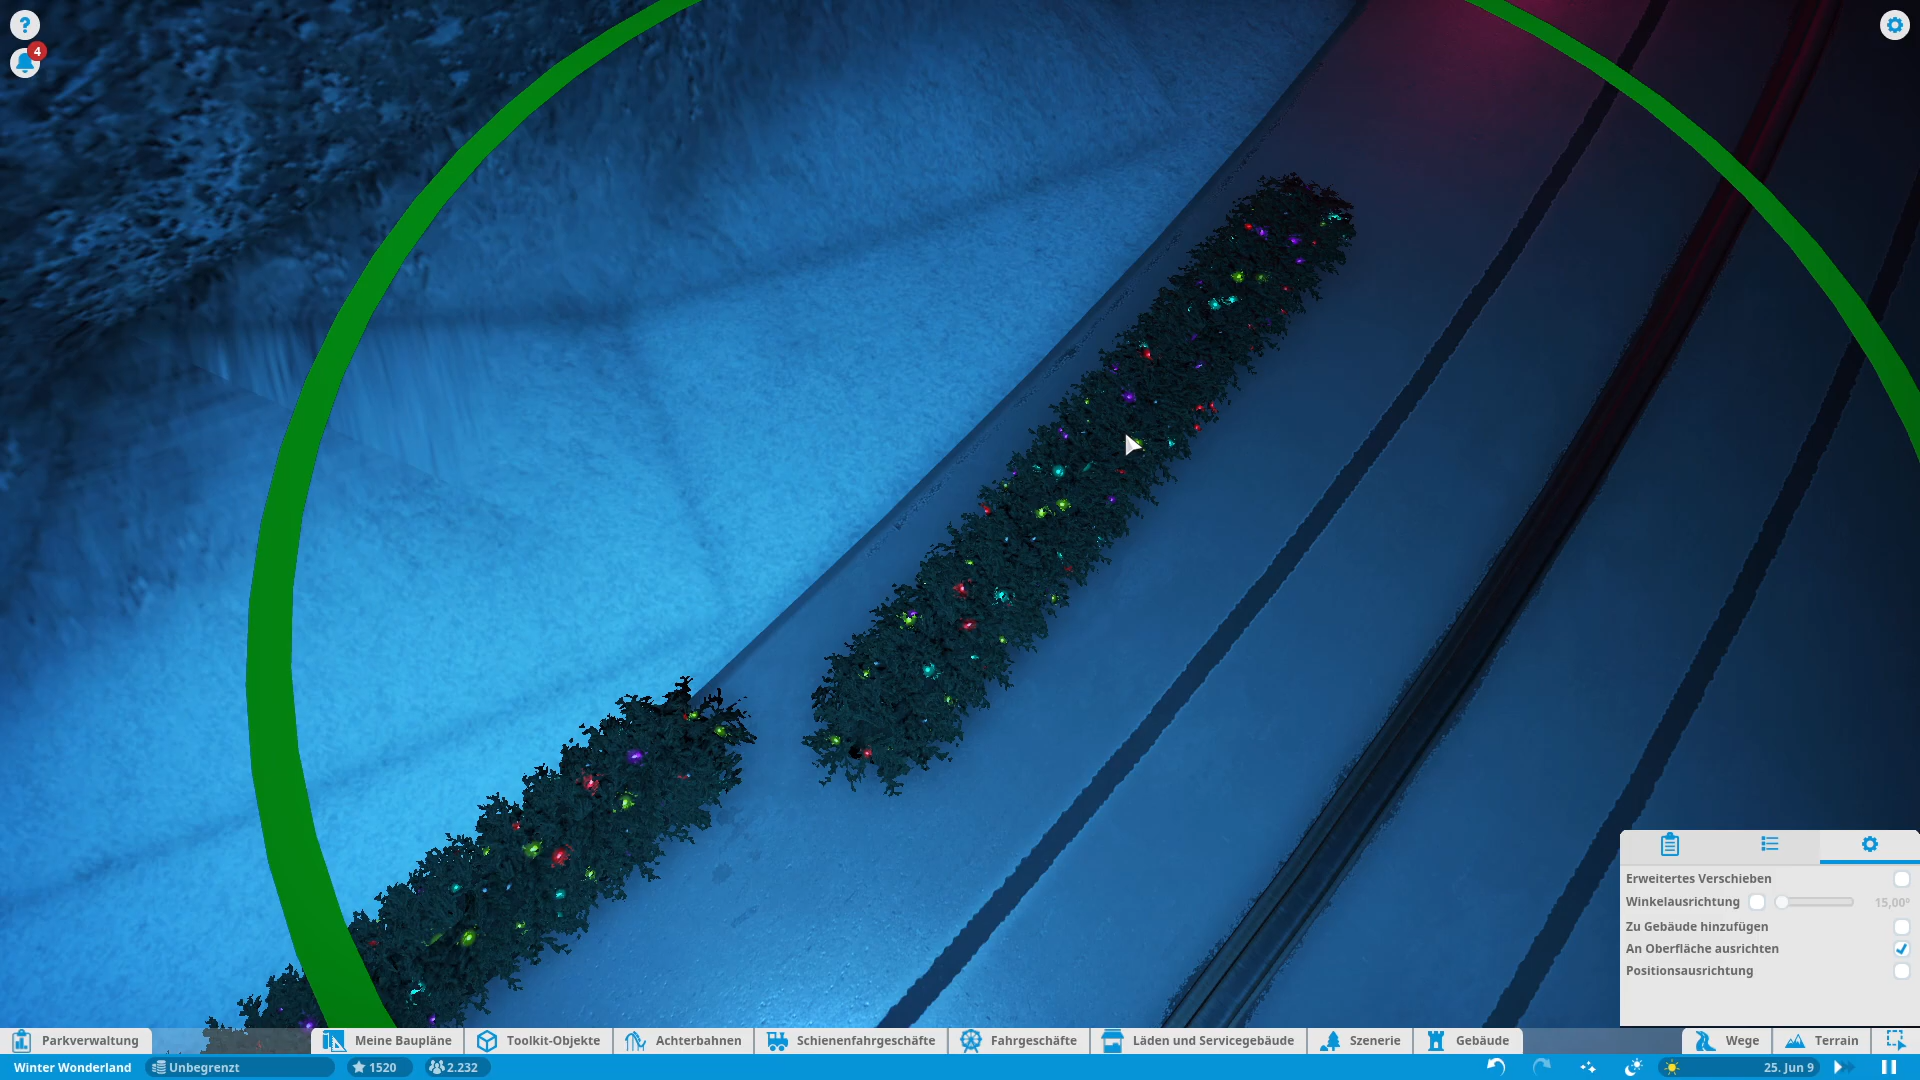 ?
4
Erweitertes Verschieben
Winkelausrichtung 15,00°
Zu Gebäude hinzufügen
An Oberfläche ausrichten
Positionsausrichtung
Parkverwaltung Meine Baupläne Toolkit-Objekte Achterbahnen Schienenfahrgeschäfte Fahrgeschäfte Läden und Servicegebäude Szenerie Gebäude Wege Terrain
Winter Wonderland Unbegrenzt 1520 2.232 25. Jun 9